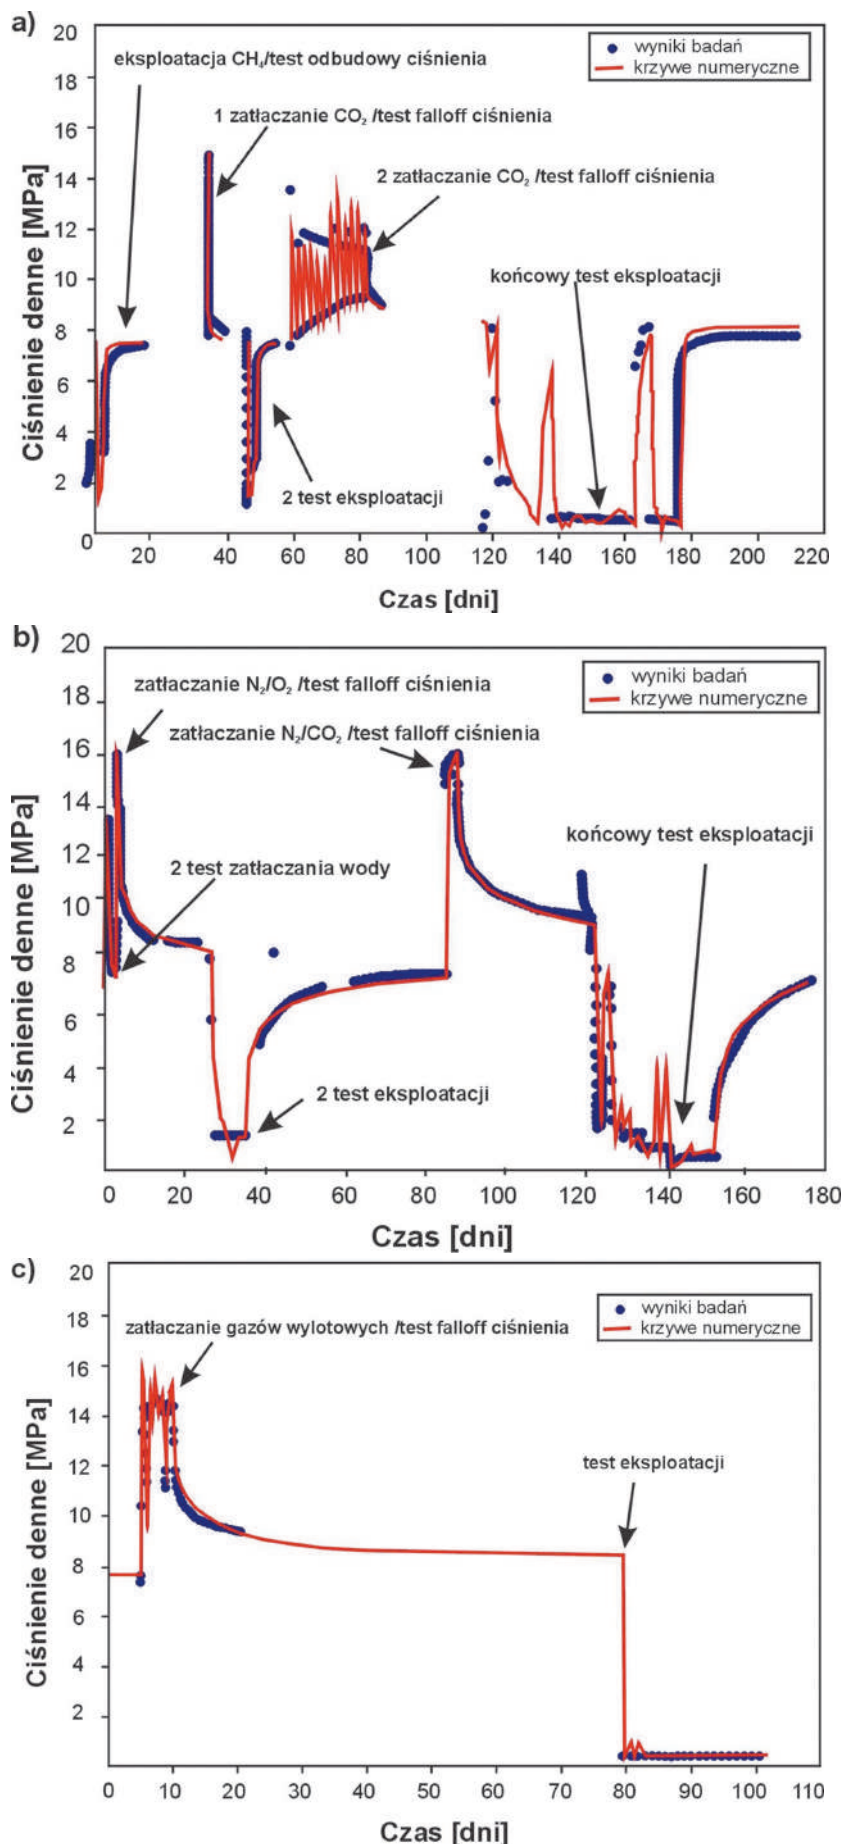 a)
20
18
16
14
12
10
8
6
4
2
0
20
40
60
80
100
120
140
160
180
200
220
Ciśnienie denne [MPa]
Czas [dni]
wyniki badań
krzywe numeryczne
eksploatacja CH₄/test odbudowy ciśnienia
1 zatłaczanie CO₂ /test falloff ciśnienia
2 zatłaczanie CO₂ /test falloff ciśnienia
końcowy test eksploatacji
2 test eksploatacji
b)
20
18
16
14
12
10
8
6
4
2
0
20
40
60
80
100
120
140
160
180
Ciśnienie denne [MPa]
Czas [dni]
wyniki badań
krzywe numeryczne
zatłaczanie N₂/O₂ /test falloff ciśnienia
zatłaczanie N₂/CO₂ /test falloff ciśnienia
końcowy test eksploatacji
2 test zatłaczania wody
2 test eksploatacji
c)
20
18
16
14
12
10
8
6
4
2
0
10
20
30
40
50
60
70
80
90
100
110
Ciśnienie denne [MPa]
Czas [dni]
wyniki badań
krzywe numeryczne
zatłaczanie gazów wylotowych /test falloff ciśnienia
test eksploatacji